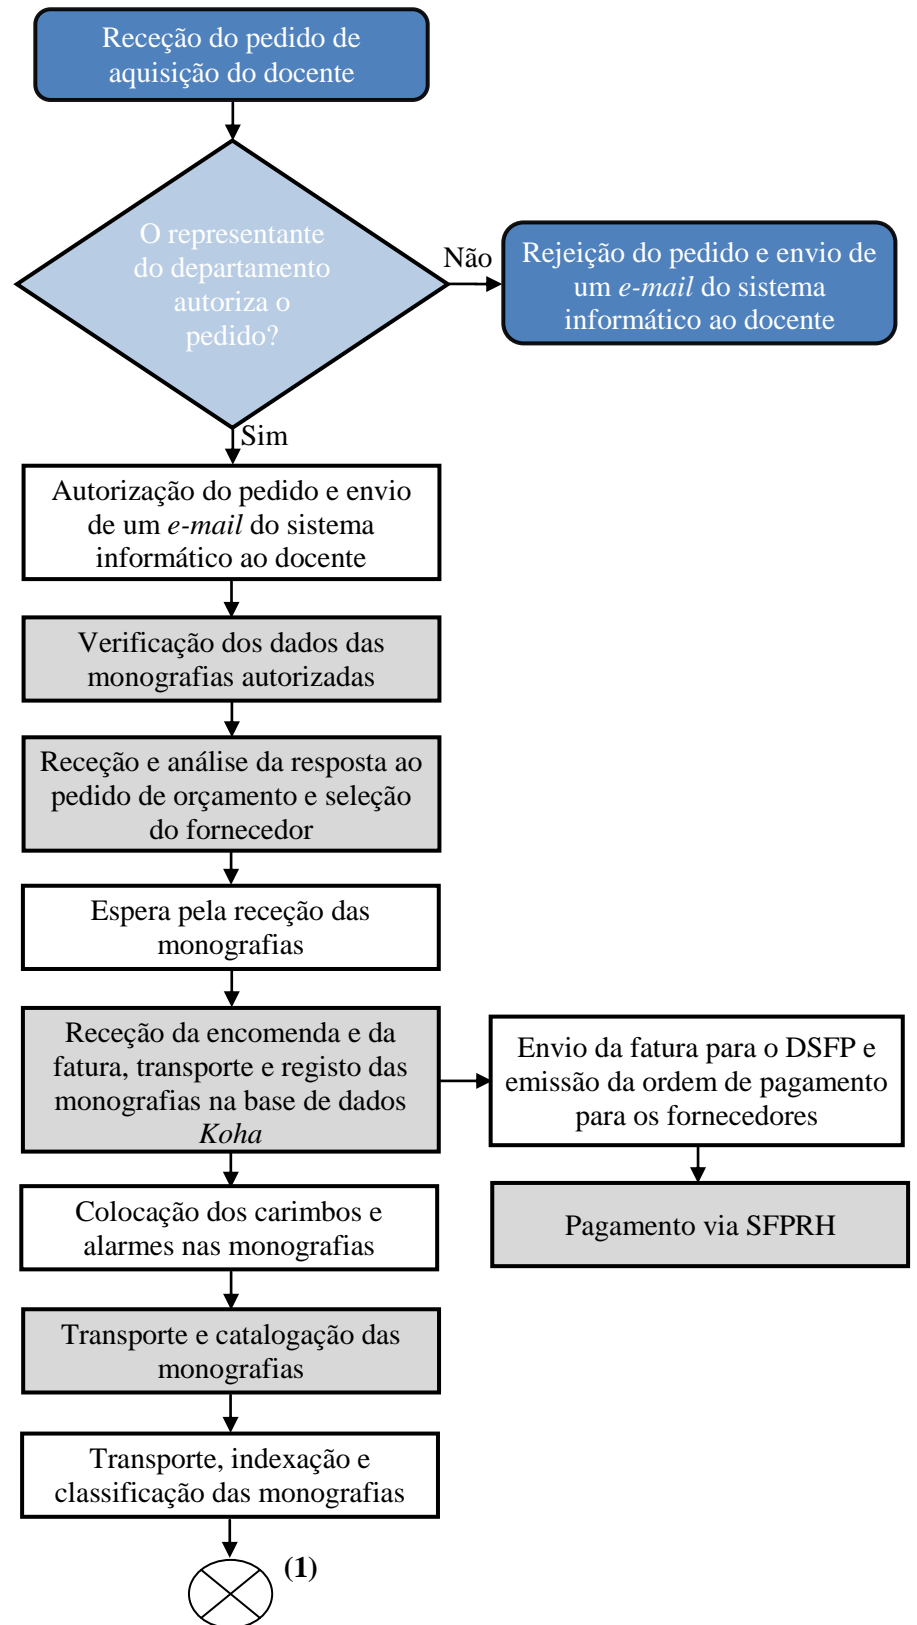 Receção do pedido de
aquisição do docente
O representante
do departamento
autoriza o
pedido?
Não
Rejeição do pedido e envio de
um e-mail do sistema
informático ao docente
Sim
Autorização do pedido e envio
de um e-mail do sistema
informático ao docente
Verificação dos dados das
monografias autorizadas
Receção e análise da resposta ao
pedido de orçamento e seleção
do fornecedor
Espera pela receção das
monografias
Receção da encomenda e da
fatura, transporte e registo das
monografias na base de dados
Koha
Envio da fatura para o DSFP e
emissão da ordem de pagamento
para os fornecedores
Colocação dos carimbos e
alarmes nas monografias
Pagamento via SFPRH
Transporte e catalogação das
monografias
Transporte, indexação e
classificação das monografias
(1)